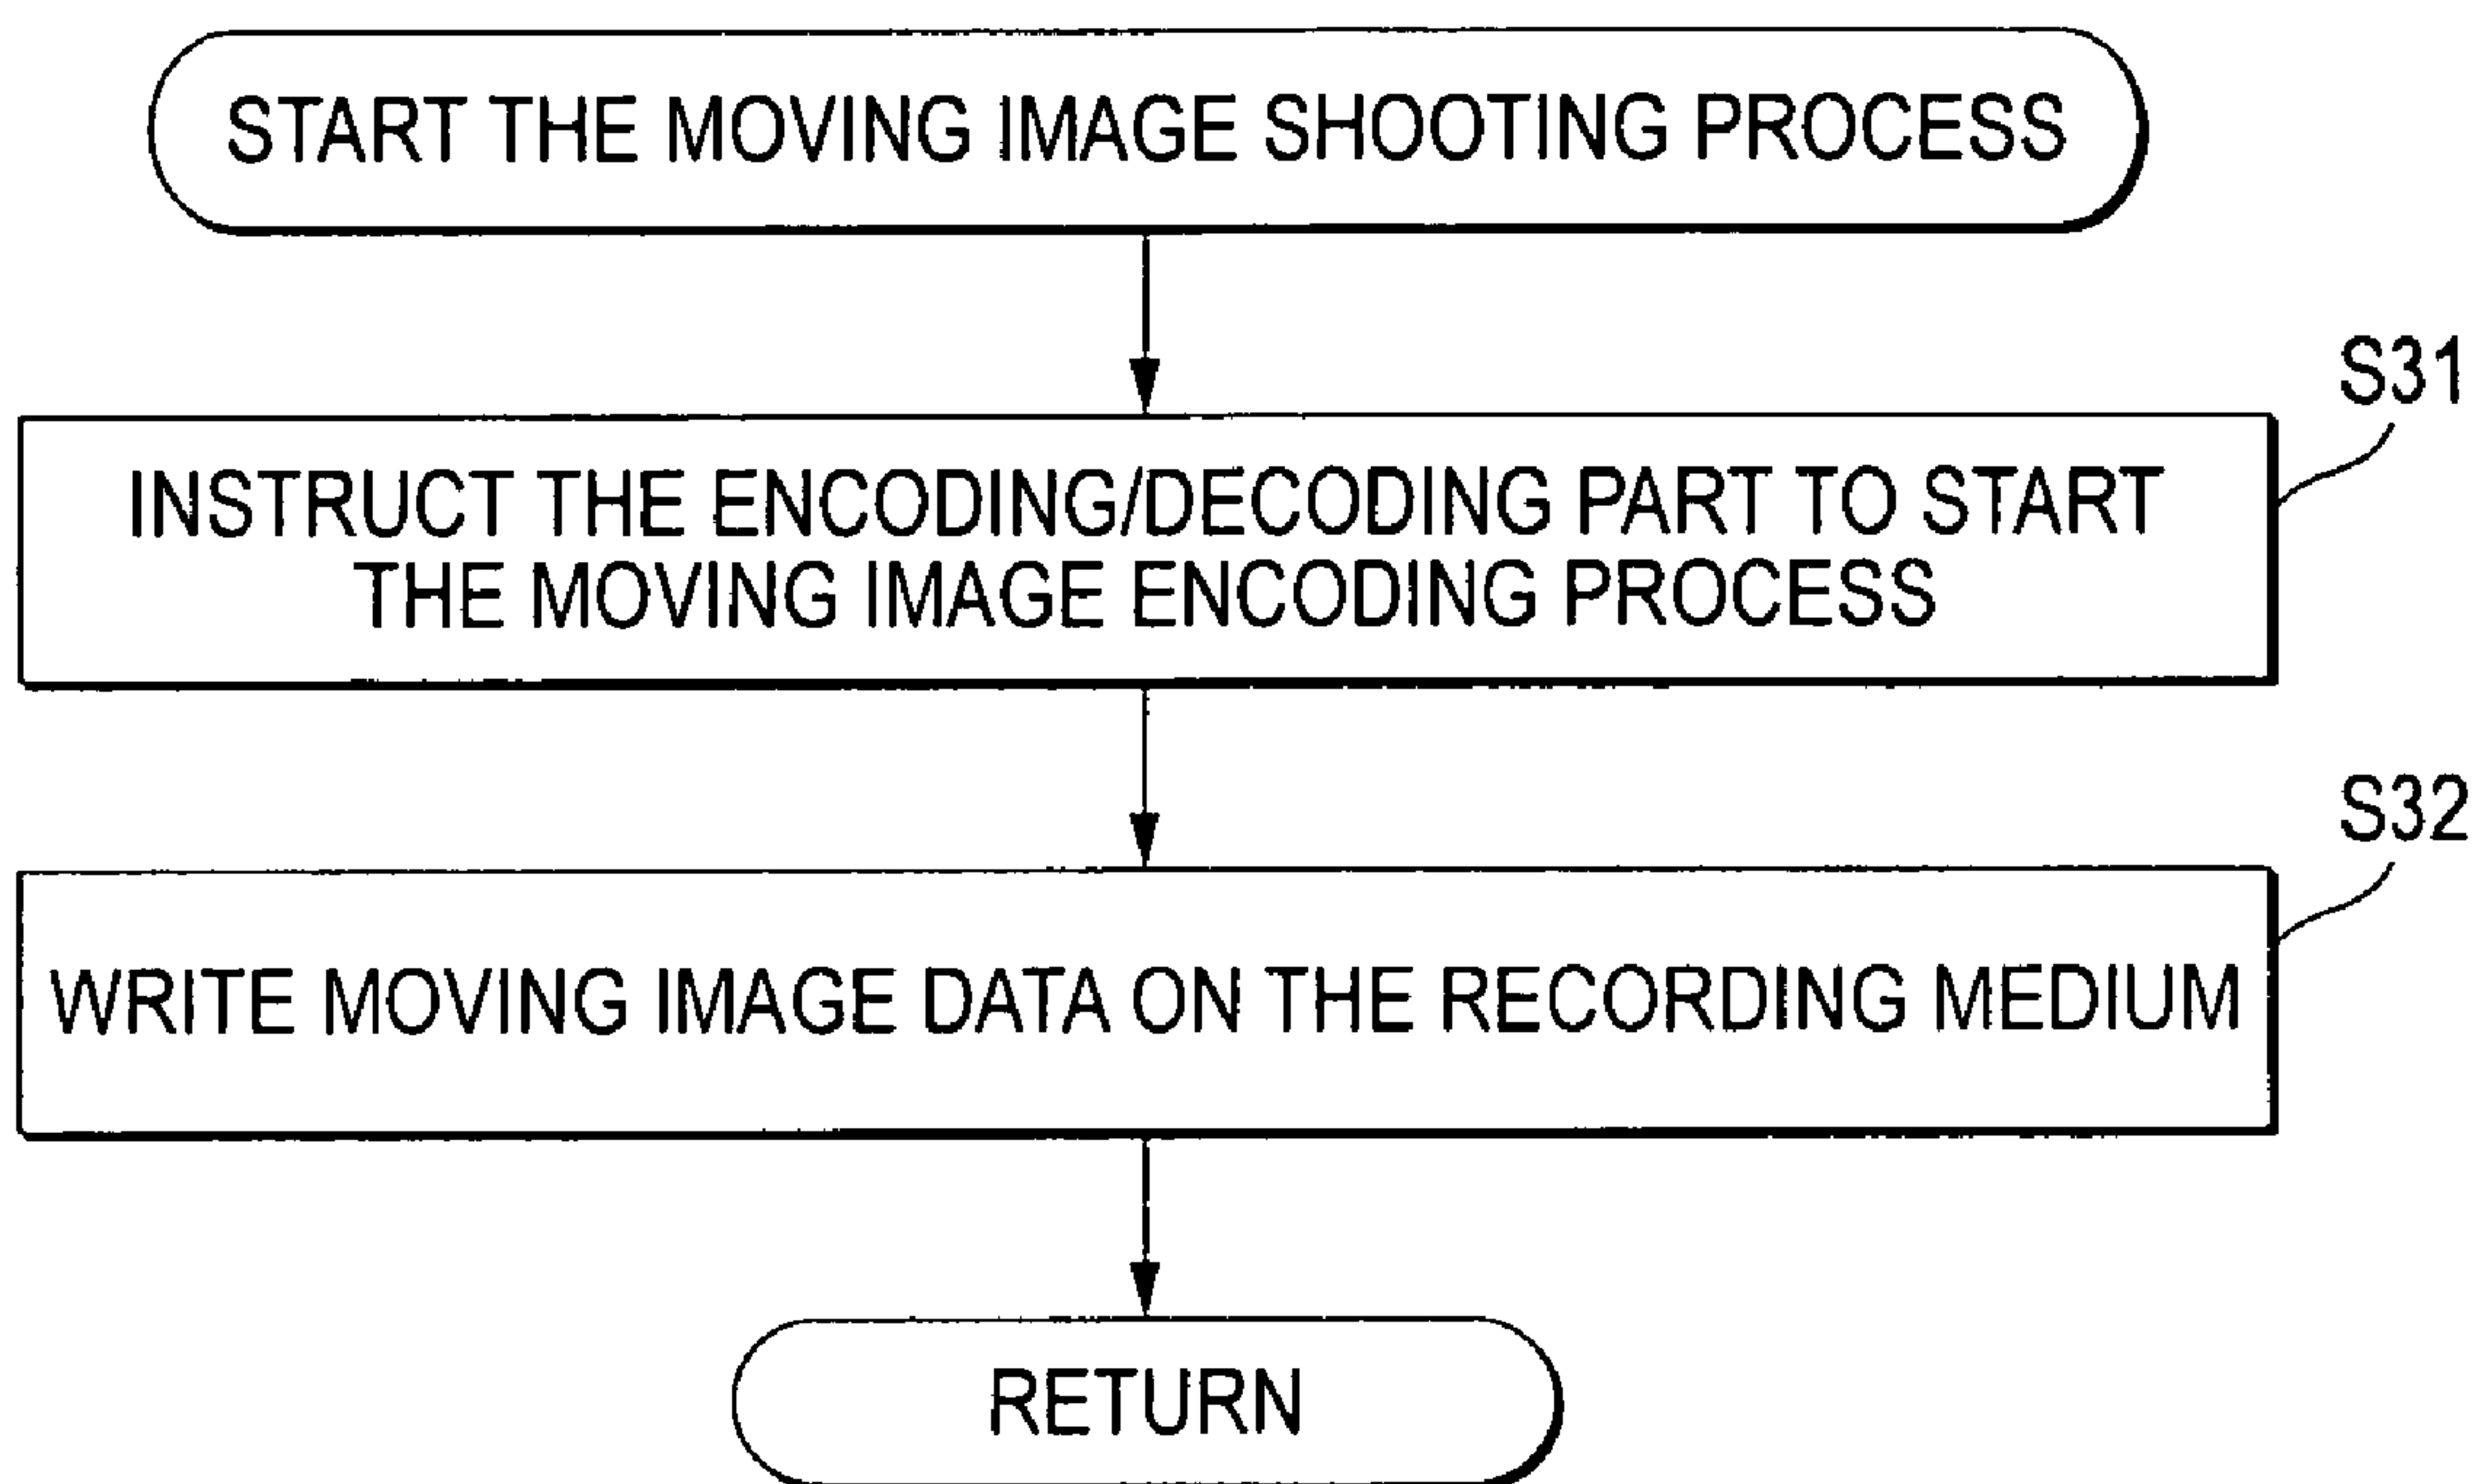 START THE MOVING IMAGE SHOOTING PROCESS
S31
INSTRUCT THE ENCODING/DECODING PART TO START
THE MOVING IMAGE ENCODING PROCESS
S32
WRITE MOVING IMAGE DATA ON THE RECORDING MEDIUM
RETURN